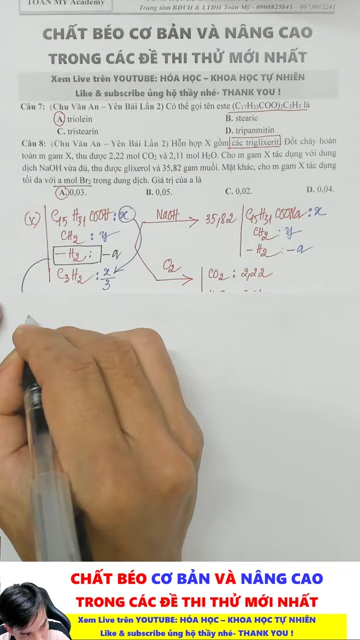 TOÁN MY Academy
Trung tâm BDVH & LTĐH Toàn Mỹ - 0908825845 - 0973612241
CHẤT BÉO CƠ BẢN VÀ NÂNG CAO
TRONG CÁC ĐỀ THI THỬ MỚI NHẤT
Xem Live trên YOUTUBE: HÓA HỌC – KHOA HỌC TỰ NHIÊN
Like & subscribe ủng hộ thầy nhé- THANK YOU !
Câu 7: (Chu Văn An – Yên Bái Lần 2) Có thể gọi tên este (C₁₇H₃₃COO)₃C₃H₅ là
A triolein
B. stearic
C. tristearin
D. tripanmitin
Câu 8: (Chu Văn An – Yên Bái Lần 2) Hỗn hợp X gồm các triglixerit. Đốt cháy hoàn
toàn m gam X, thu được 2,22 mol CO₂ và 2,11 mol H₂O. Cho m gam X tác dụng với dung
dịch NaOH vừa đủ, thu được glixerol và 35,82 gam muối. Mặt khác, cho m gam X tác dụng
tối đa với a mol Br₂ trong dung dịch. Giá trị của a là
A.0,03.
B. 0,05.
C. 0,02.
D. 0,04.
(X) C₁₅H₃₁COOH : x NaOH 35,82 C₁₅H₃₁COONa : x
CH₂ : y CH₂ : y
-H₂ : -a -H₂ : -a
C₃H₂ : x/3 O₂ CO₂ : 2,22
CHẤT BÉO CƠ BẢN VÀ NÂNG CAO
TRONG CÁC ĐỀ THI THỬ MỚI NHẤT
Xem Live trên YOUTUBE: HÓA HỌC – KHOA HỌC TỰ NHIÊN
Like & subscribe ủng hộ thầy nhé- THANK YOU !